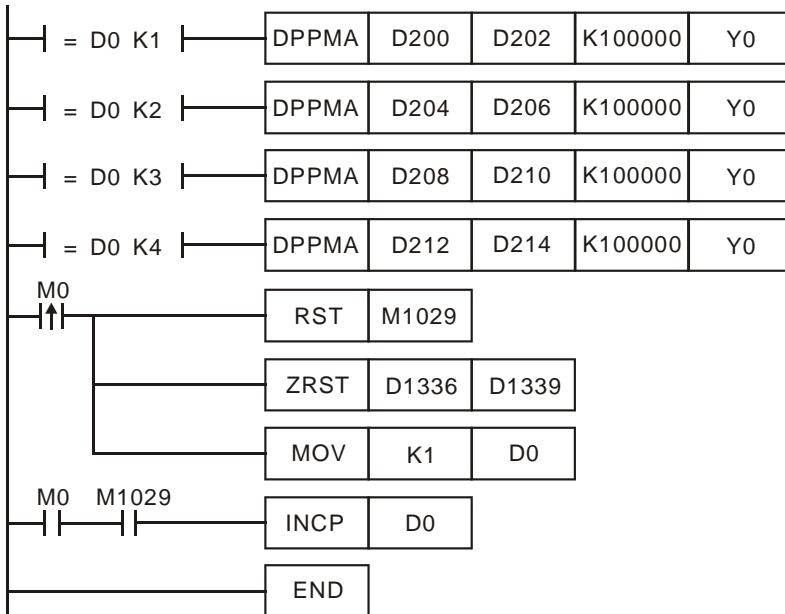 = D0 K1 DPPMA D200 D202 K100000 Y0
= D0 K2 DPPMA D204 D206 K100000 Y0
= D0 K3 DPPMA D208 D210 K100000 Y0
= D0 K4 DPPMA D212 D214 K100000 Y0
M0
RST M1029
ZRST D1336 D1339
MOV K1 D0
M0 M1029
INCP D0
END